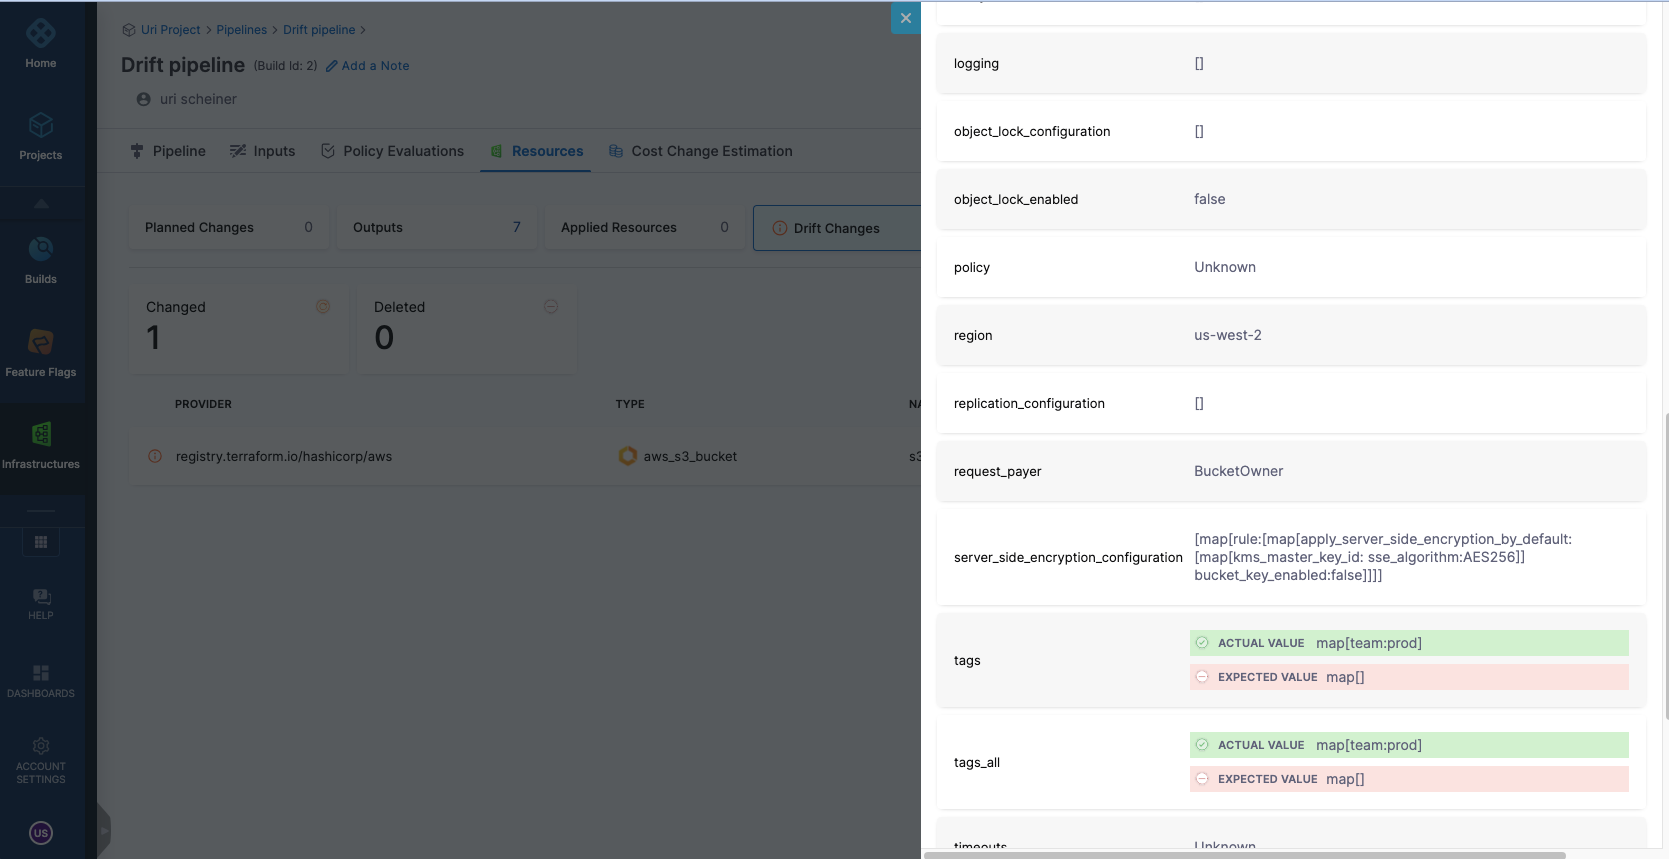 Home
Projects
Builds
Feature Flags
Infrastructures
HELP
DASHBOARDS
ACCOUNT
SETTINGS
US
Uri Project > Pipelines > Drift pipeline >
Drift pipeline (Build Id: 2) Add a Note
uri scheiner
Pipeline Inputs Policy Evaluations Resources Cost Change Estimation
Planned Changes 0 Outputs 7 Applied Resources 0 Drift Changes
Changed Deleted
1 0
PROVIDER TYPE
registry.terraform.io/hashicorp/aws aws_s3_bucket s3
logging []
object_lock_configuration []
object_lock_enabled false
policy Unknown
region us-west-2
replication_configuration []
request_payer BucketOwner
server_side_encryption_configuration [map[rule:[map[apply_server_side_encryption_by_default:
[map[kms_master_key_id: sse_algorithm:AES256]]
bucket_key_enabled:false]]]]
tags
ACTUAL VALUE map[team:prod]
EXPECTED VALUE map[]
tags_all
ACTUAL VALUE map[team:prod]
EXPECTED VALUE map[]
timeouts Unknown